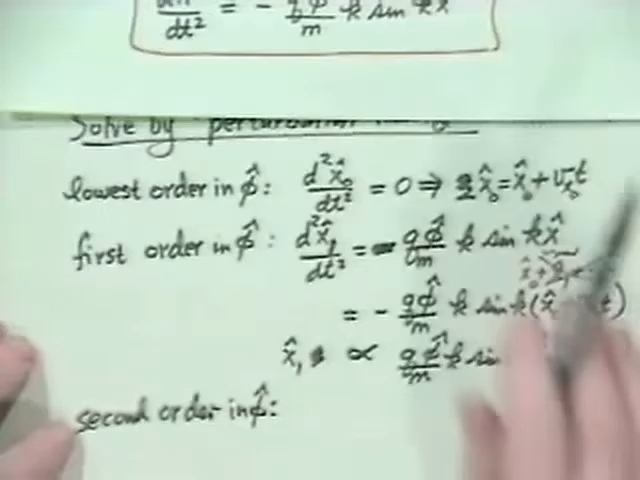 dt² = - qφ̂/m k sin kx
Solve by
lowest order in φ̂: d²x̂₀/dt² = 0 ⇒ x̂₀ = x̂₀ + v₀t
first order in φ̂: d²x̂₁/dt² = - qφ̂/m k sin kx̂
= - qφ̂/m k sin k(x̂ t)
x̂₁ ∝ qφ̂/m k sin
second order in φ̂: